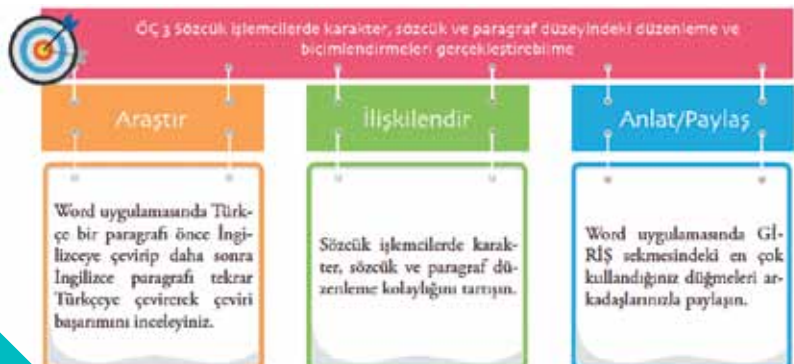 ÖÇ 3 Sözcük işlemcilerde karakter, sözcük ve paragraf düzeyindeki düzenleme ve
biçimlendirmeleri gerçekleştirebilme
Araştır
Word uygulamasında Türk-
çe bir paragrafı önce İngi-
lizceye çevirip daha sonra
İngilizce paragrafı tekrar
Türkçeye çevirerek çeviri
başarımını inceleyiniz.
İlişkilendir
Sözcük işlemcilerde karak-
ter, sözcük ve paragraf dü-
zenleme kolaylığını tartışın.
Anlat/Paylaş
Word uygulamasında Gİ-
RİŞ sekmesindeki en çok
kullandığınız düğmeleri ar-
kadaşlarınızla paylaşın.